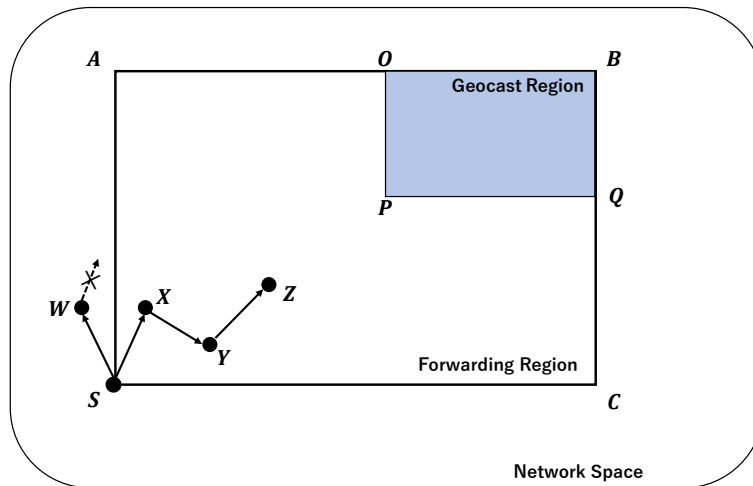 A
O
B
Geocast Region
P
Q
W
X
Z
Y
Forwarding Region
S
C
Network Space